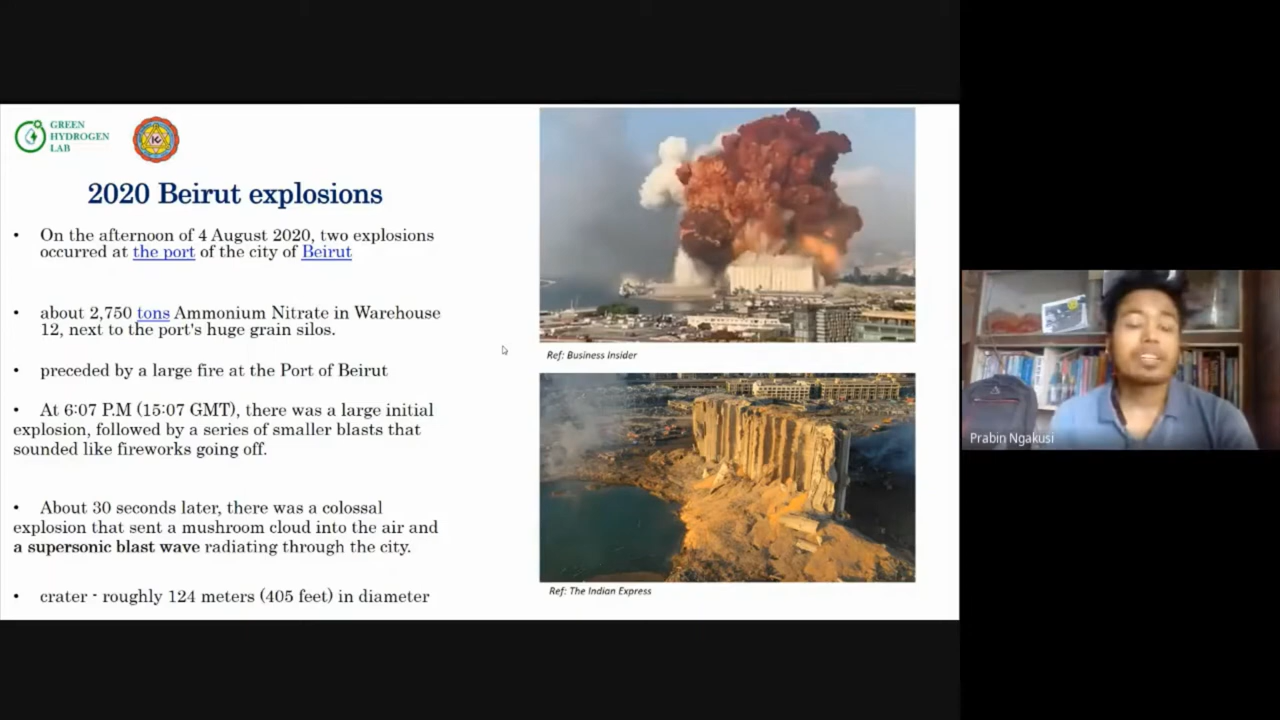 GREEN
HYDROGEN
LAB
2020 Beirut explosions
• On the afternoon of 4 August 2020, two explosions
occurred at the port of the city of Beirut
• about 2,750 tons Ammonium Nitrate in Warehouse
12, next to the port's huge grain silos.
• preceded by a large fire at the Port of Beirut
• At 6:07 P.M (15:07 GMT), there was a large initial
explosion, followed by a series of smaller blasts that
sounded like fireworks going off.
• About 30 seconds later, there was a colossal
explosion that sent a mushroom cloud into the air and
a supersonic blast wave radiating through the city.
• crater - roughly 124 meters (405 feet) in diameter
Ref: Business Insider
Ref: The Indian Express
Prabin Ngakusi